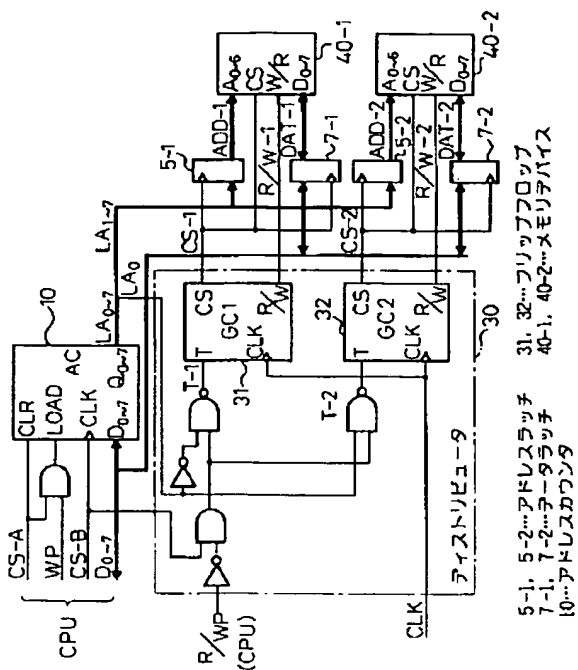 CPU
CS-A
WP
CS-B
D0~7
CLR
LOAD
AC
CLK
D0~7 Q0~7
10
LA0~7
LA1~7
LA0
R/WP
(CPU)
CLK
ディストリビュータ
30
T-1
T CS
GC1
CLK R/W
31
T-2
T CS
GC2
CLK R/W
32
CS-1
R/W-1
5-1
ADD-1
DAT-1
7-1
A0~6
CS
W/R
D0~7
40-1
CS-2
R/W-2
5-2
ADD-2
DAT-2
7-2
A0~6
CS
W/R
D0~7
40-2
5-1, 5-2…アドレスラッチ
7-1, 7-2…データラッチ
10…アドレスカウンタ
31, 32…フリップフロップ
40-1, 40-2…メモリデバイス